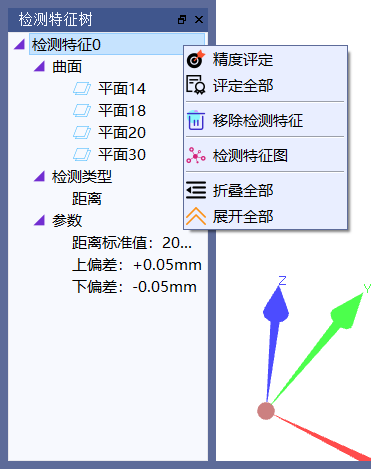 检测特征树
检测特征0
曲面
平面14
平面18
平面20
平面30
检测类型
距离
参数
距离标准值：20...
上偏差：+0.05mm
下偏差：-0.05mm
精度评定
评定全部
移除检测特征
检测特征图
折叠全部
展开全部
Z
Y